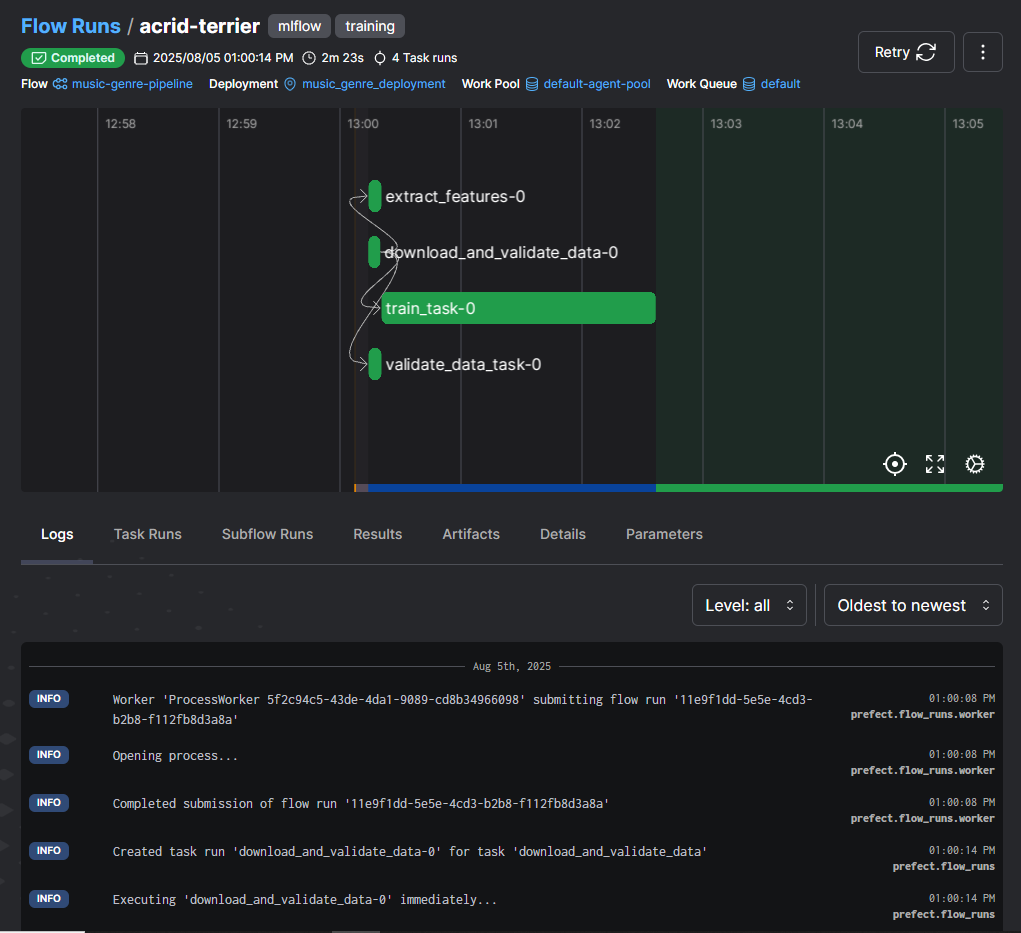 Flow Runs / acrid-terrier mlflow training
Completed 2025/08/05 01:00:14 PM 2m 23s 4 Task runs
Retry
Flow music-genre-pipeline Deployment music_genre_deployment Work Pool default-agent-pool Work Queue default
12:58 12:59 13:00 13:01 13:02 13:03 13:04 13:05
extract_features-0
download_and_validate_data-0
train_task-0
validate_data_task-0
Logs Task Runs Subflow Runs Results Artifacts Details Parameters
Level: all Oldest to newest
Aug 5th, 2025
INFO Worker 'ProcessWorker 5f2c94c5-43de-4da1-9089-cd8b34966098' submitting flow run '11e9f1dd-5e5e-4cd3- 01:00:08 PM
b2b8-f112fb8d3a8a' prefect.flow_runs.worker
INFO Opening process... 01:00:08 PM
prefect.flow_runs.worker
INFO Completed submission of flow run '11e9f1dd-5e5e-4cd3-b2b8-f112fb8d3a8a' 01:00:08 PM
prefect.flow_runs.worker
INFO Created task run 'download_and_validate_data-0' for task 'download_and_validate_data' 01:00:14 PM
prefect.flow_runs
INFO Executing 'download_and_validate_data-0' immediately... 01:00:14 PM
prefect.flow_runs